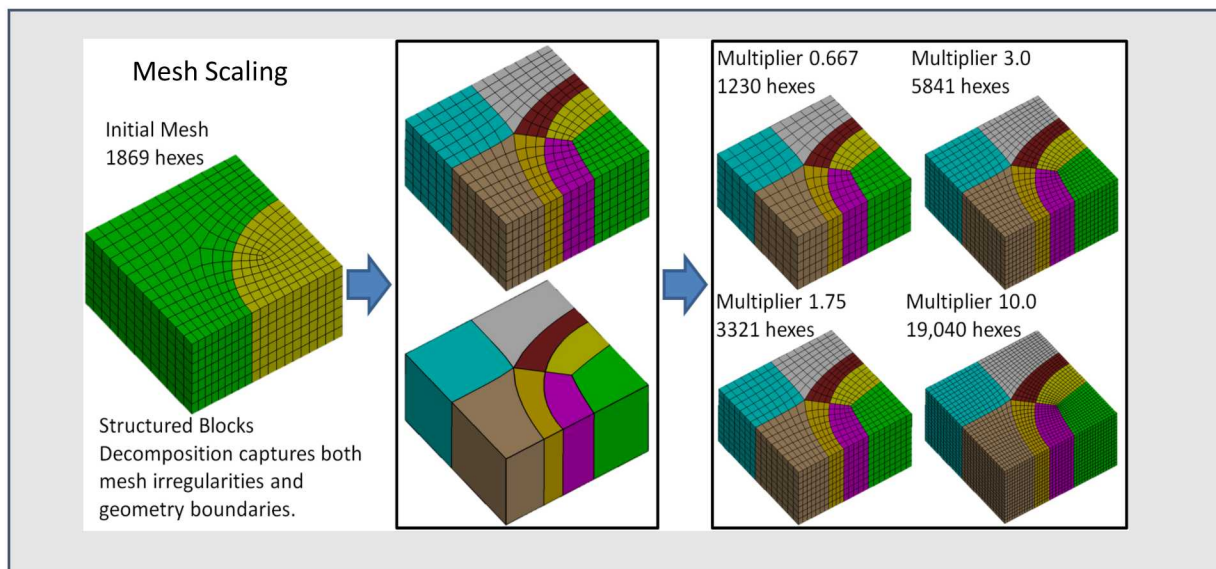 Mesh Scaling
Initial Mesh
1869 hexes
Structured Blocks
Decomposition captures both
mesh irregularities and
geometry boundaries.
Multiplier 0.667
1230 hexes
Multiplier 3.0
5841 hexes
Multiplier 1.75
3321 hexes
Multiplier 10.0
19,040 hexes